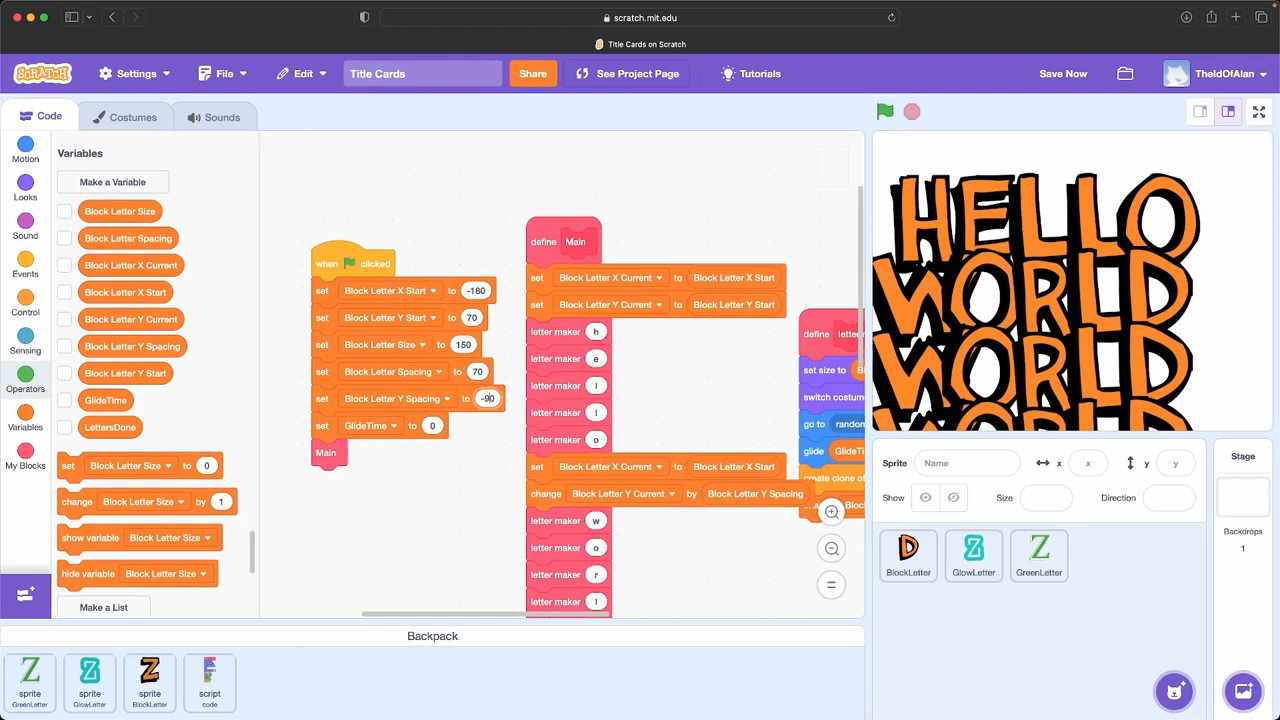 scratch.mit.edu
Title Cards on Scratch
SCRATCH
Settings
File
Edit
Title Cards
Share
See Project Page
Tutorials
Save Now
TheIdOfAlan
Code
Costumes
Sounds
Motion
Looks
Sound
Events
Control
Sensing
Operators
Variables
My Blocks
Variables
Make a Variable
Block Letter Size
Block Letter Spacing
Block Letter X Current
Block Letter X Start
Block Letter Y Current
Block Letter Y Spacing
Block Letter Y Start
GlideTime
LettersDone
set Block Letter Size to 0
change Block Letter Size by 1
show variable Block Letter Size
hide variable Block Letter Size
Make a List
when clicked
set Block Letter X Start to -180
set Block Letter Y Start to 70
set Block Letter Size to 150
set Block Letter Spacing to 70
set Block Letter Y Spacing to -90
set GlideTime to 0
Main
define Main
set Block Letter X Current to Block Letter X Start
set Block Letter Y Current to Block Letter Y Start
letter maker h
letter maker e
letter maker l
letter maker l
letter maker o
set Block Letter X Current to Block Letter X Start
change Block Letter Y Current by Block Letter Y Spacing
letter maker w
letter maker o
letter maker r
letter maker l
define letter
set size to
switch costume
go to random
glide GlideTi
create clone of
HELLO
WORLD
WORLD
WORLD
Sprite Name x x y y
Show Size Direction
BlockLetter
GlowLetter
GreenLetter
Stage
Backdrops
1
Backpack
sprite
GreenLetter
sprite
GlowLetter
sprite
BlockLetter
script
code